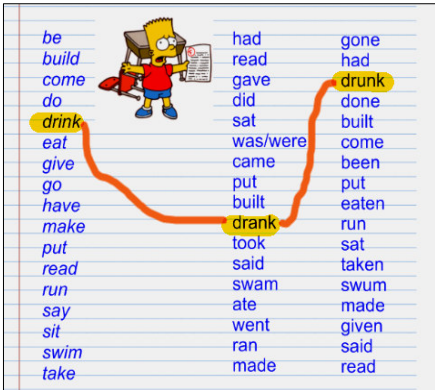 be
build
come
do
drink
eat
give
go
have
make
put
read
run
say
sit
swim
take
had
read
gave
did
sat
was/were
came
put
built
drank
took
said
swam
ate
went
ran
made
gone
had
drunk
done
built
come
been
put
eaten
run
sat
taken
swum
made
given
said
read